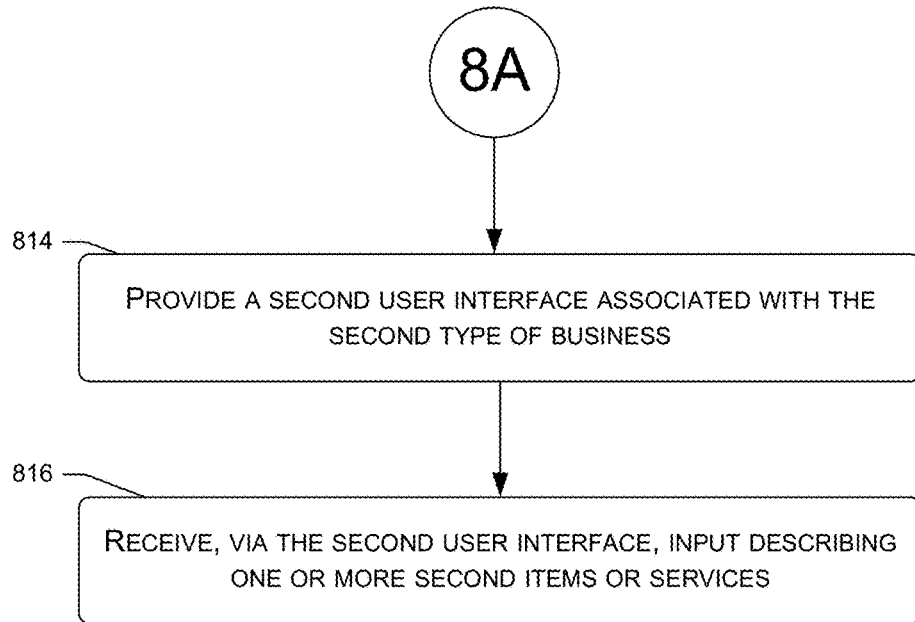 8A
814
PROVIDE A SECOND USER INTERFACE ASSOCIATED WITH THE
SECOND TYPE OF BUSINESS
816
RECEIVE, VIA THE SECOND USER INTERFACE, INPUT DESCRIBING
ONE OR MORE SECOND ITEMS OR SERVICES